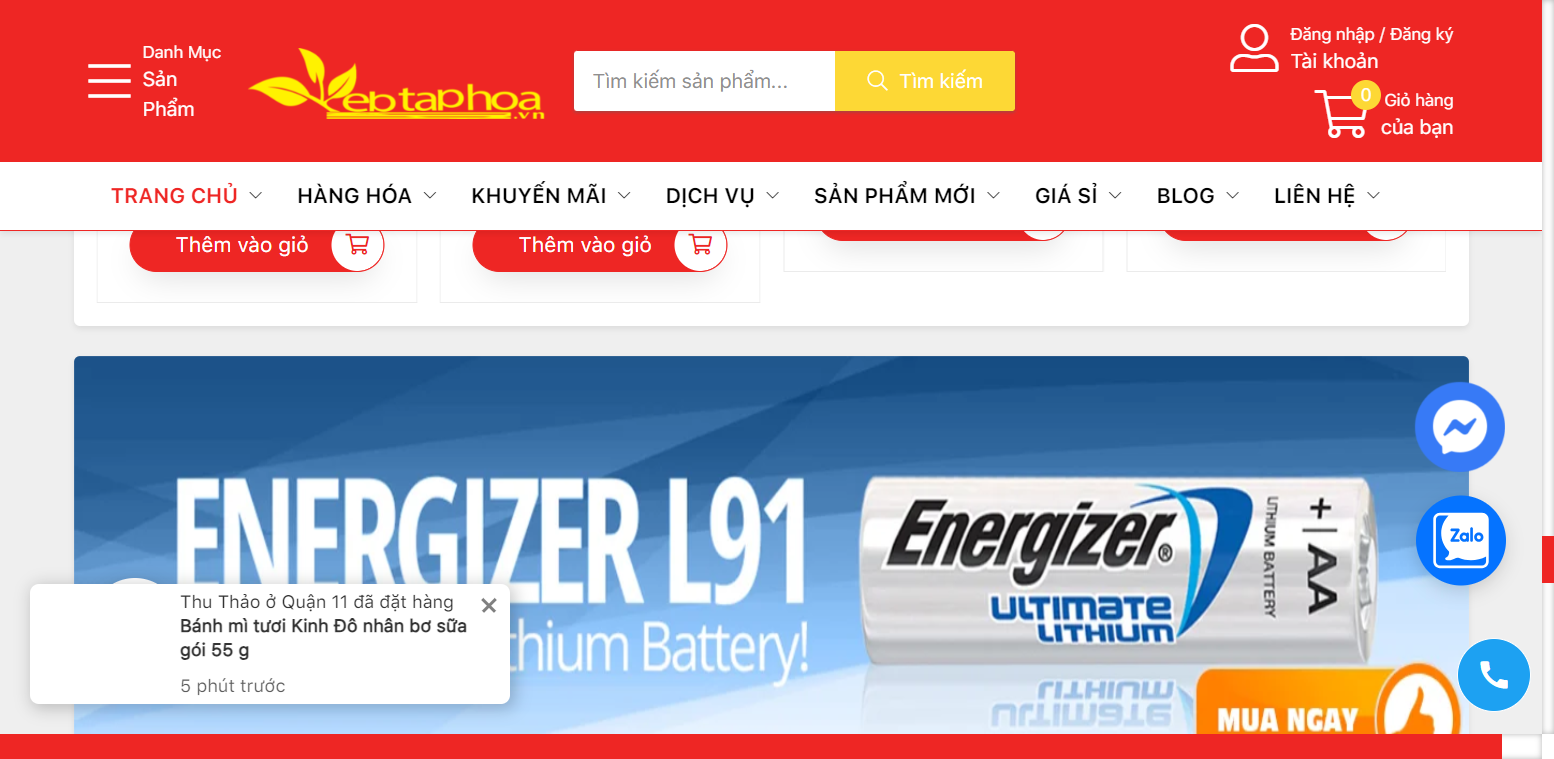 Danh Mục
Sản
Phẩm
ebtaphoa
.vn
Tìm kiếm sản phẩm...
Tìm kiếm
Đăng nhập / Đăng ký
Tài khoản
0
Giỏ hàng
của bạn
TRANG CHỦ
HÀNG HÓA
KHUYẾN MÃI
DỊCH VỤ
SẢN PHẨM MỚI
GIÁ SỈ
BLOG
LIÊN HỆ
Thêm vào giỏ
Thêm vào giỏ
ENERGIZER L91
thium Battery!
Energizer®
ULTIMATE
LITHIUM
LITHIUM BATTERY
+ AA
Zalo
Thu Thảo ở Quận 11 đã đặt hàng
Bánh mì tươi Kinh Đô nhân bơ sữa
gói 55 g
5 phút trước
MUA NGAY